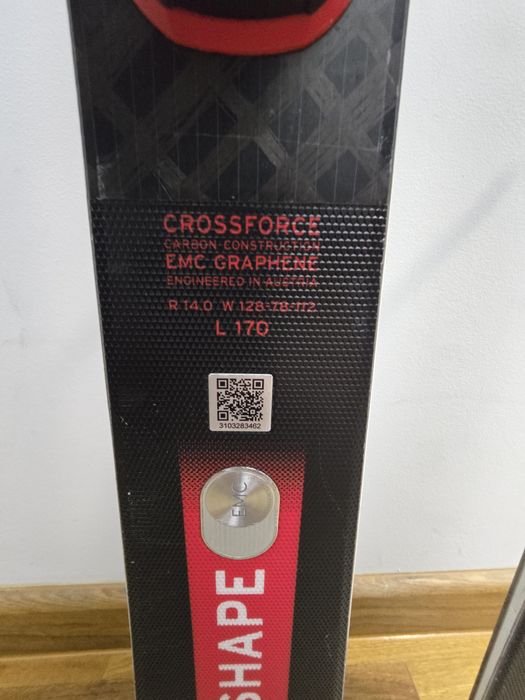 CROSSFORCE
CARBON CONSTRUCTION
EMC GRAPHENE
ENGINEERED IN AUSTRIA
R 14.0 W 128-78-112
L 170
3103283462
EMC
SHAPE